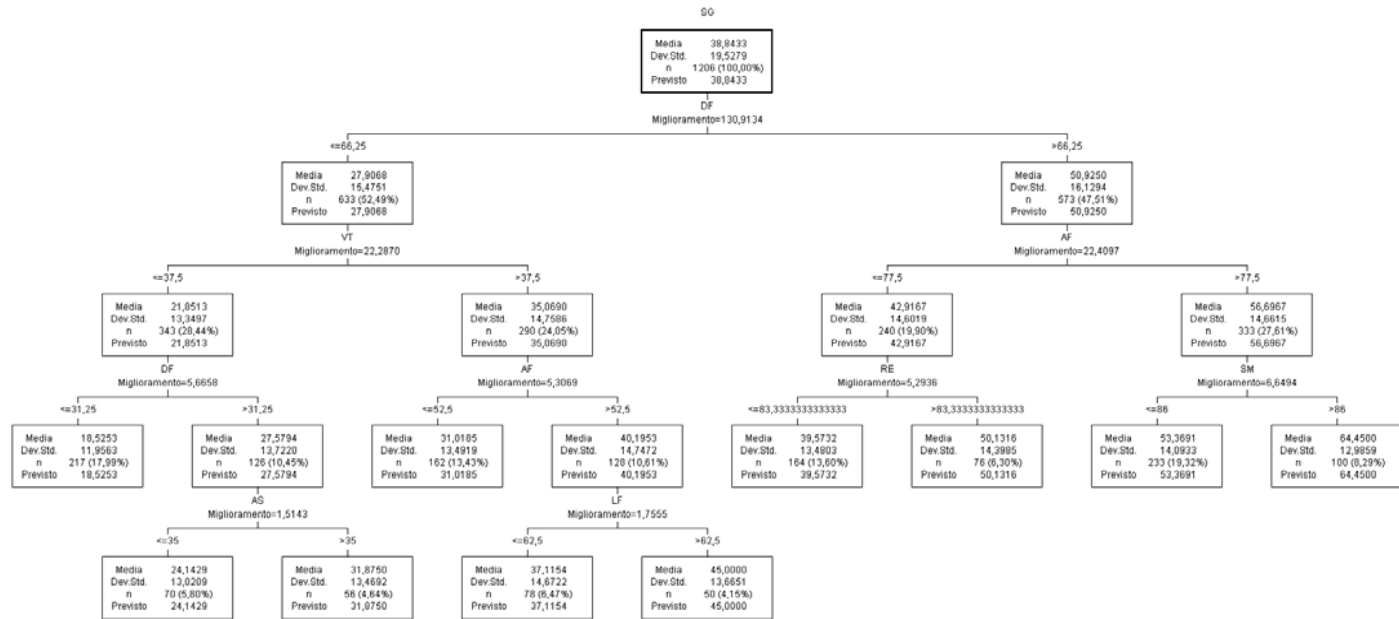 SG
Media 38,8433
Dev.Std. 19,5279
n 1206 (100,00%)
Previsto 38,8433
DF
Miglioramento=130,9134
<=66,25
>66,25
Media 27,9068
Dev.Std. 15,4751
n 633 (52,49%)
Previsto 27,9068
Media 50,9250
Dev.Std. 16,1294
n 573 (47,51%)
Previsto 50,9250
VT
Miglioramento=22,2870
AF
Miglioramento=22,4097
<=37,5
>37,5
<=77,5
>77,5
Media 21,8513
Dev.Std. 13,3497
n 343 (28,44%)
Previsto 21,8513
Media 35,0690
Dev.Std. 14,7586
n 290 (24,05%)
Previsto 35,0690
Media 42,9167
Dev.Std. 14,6019
n 240 (19,90%)
Previsto 42,9167
Media 56,6967
Dev.Std. 14,6615
n 333 (27,61%)
Previsto 56,6967
DF
Miglioramento=5,6658
AF
Miglioramento=5,3069
RE
Miglioramento=5,2936
SM
Miglioramento=6,6494
<=31,25
>31,25
<=52,5
>52,5
<=83,3333333333333
>83,3333333333333
<=86
>86
Media 18,5253
Dev.Std. 11,9563
n 217 (17,99%)
Previsto 18,5253
Media 27,5794
Dev.Std. 13,7220
n 126 (10,45%)
Previsto 27,5794
Media 31,0185
Dev.Std. 13,4919
n 162 (13,43%)
Previsto 31,0185
Media 40,1953
Dev.Std. 14,7472
n 128 (10,61%)
Previsto 40,1953
Media 39,5732
Dev.Std. 13,4803
n 164 (13,60%)
Previsto 39,5732
Media 50,1316
Dev.Std. 14,3985
n 76 (6,30%)
Previsto 50,1316
Media 53,3691
Dev.Std. 14,0933
n 233 (19,32%)
Previsto 53,3691
Media 64,4500
Dev.Std. 12,9859
n 100 (8,29%)
Previsto 64,4500
AS
Miglioramento=1,5143
LF
Miglioramento=1,7555
<=35
>35
<=62,5
>62,5
Media 24,1429
Dev.Std. 13,0209
n 70 (5,80%)
Previsto 24,1429
Media 31,8750
Dev.Std. 13,4692
n 56 (4,64%)
Previsto 31,8750
Media 37,1154
Dev.Std. 14,6722
n 78 (6,47%)
Previsto 37,1154
Media 45,0000
Dev.Std. 13,6651
n 50 (4,15%)
Previsto 45,0000